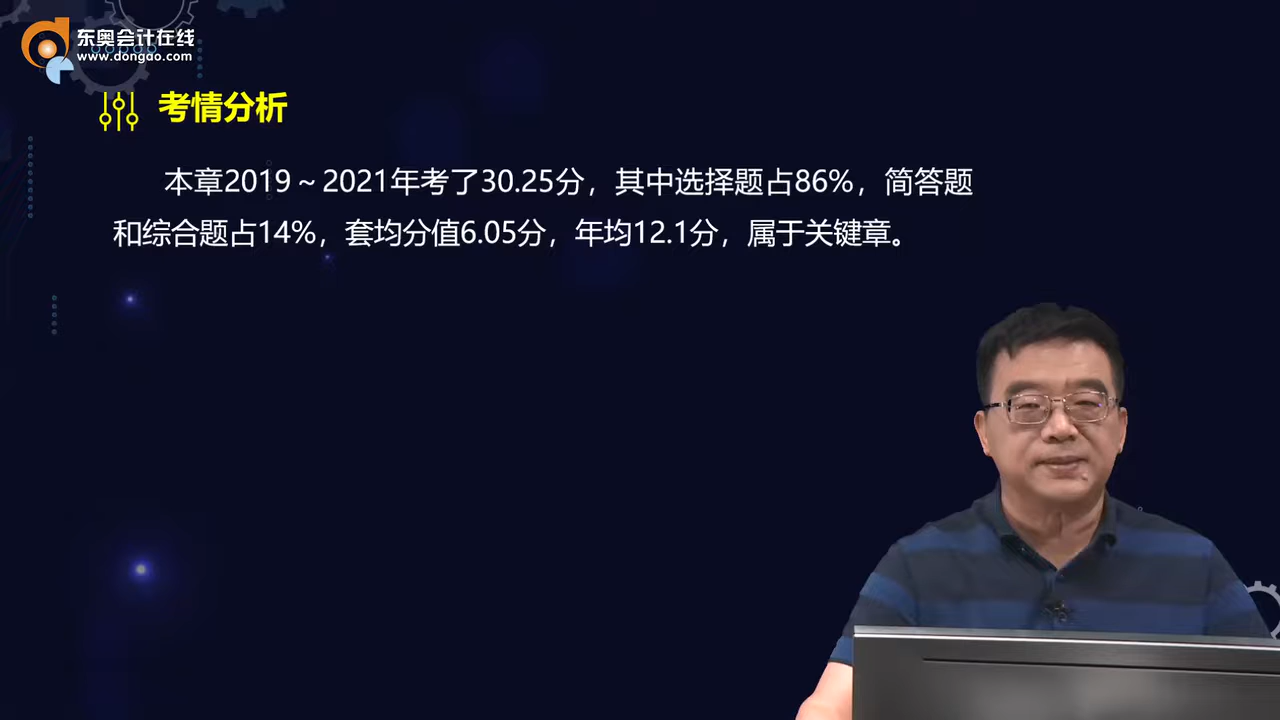 东奥会计在线
www.dongao.com
考情分析
本章2019～2021年考了30.25分，其中选择题占86%，简答题
和综合题占14%，套均分值6.05分，年均12.1分，属于关键章。